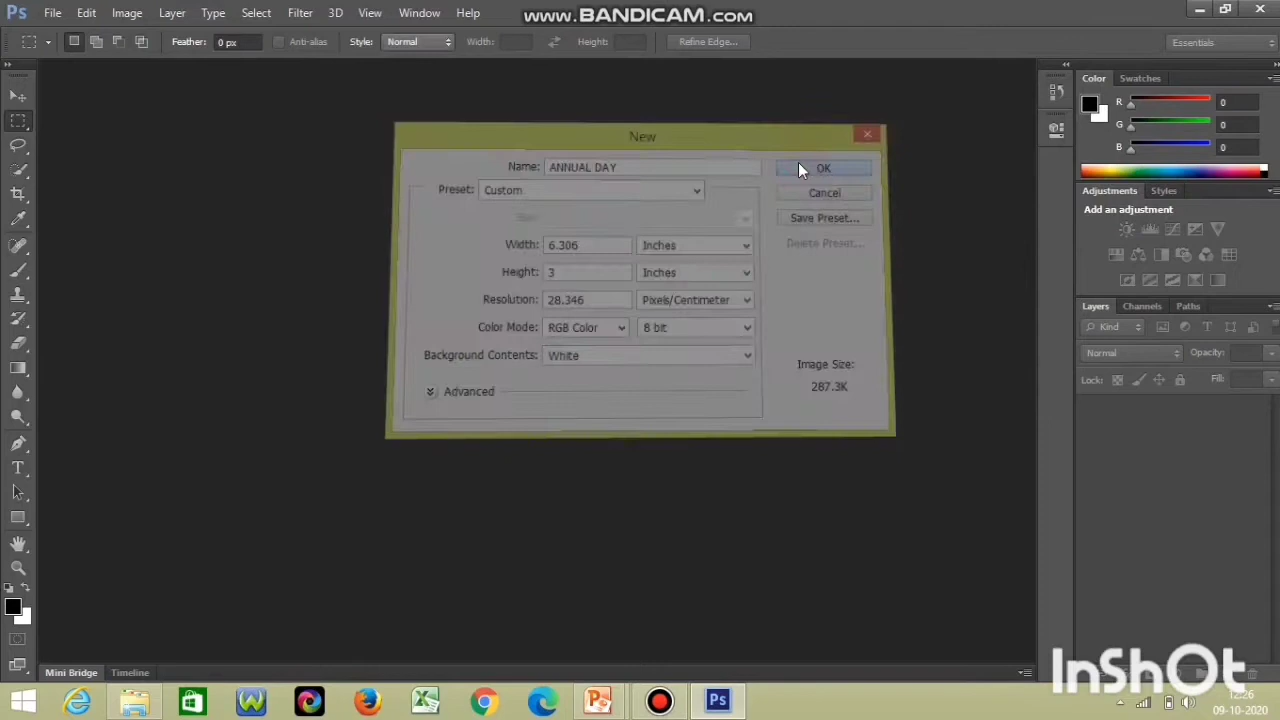 Ps File Edit Image Layer Type Select Filter 3D View Window Help
www.BANDICAM.com
Feather: 0 px Anti-alias Style: Normal Width: Height: Refine Edge... Essentials
Color Swatches
R 0
G 0
B 0
Adjustments Styles
Add an adjustment
Layers Channels Paths
Kind
Normal Opacity:
Lock: Fill:
New
Name: ANNUAL DAY
OK
Preset: Custom
Cancel
Size:
Save Preset...
Width: 6.306 Inches
Delete Preset...
Height: 3 Inches
Resolution: 28.346 Pixels/Centimeter
Color Mode: RGB Color 8 bit
Background Contents: White
Image Size:
287.3K
Advanced
T
Mini Bridge Timeline
InShOt
12:26
09-10-2020